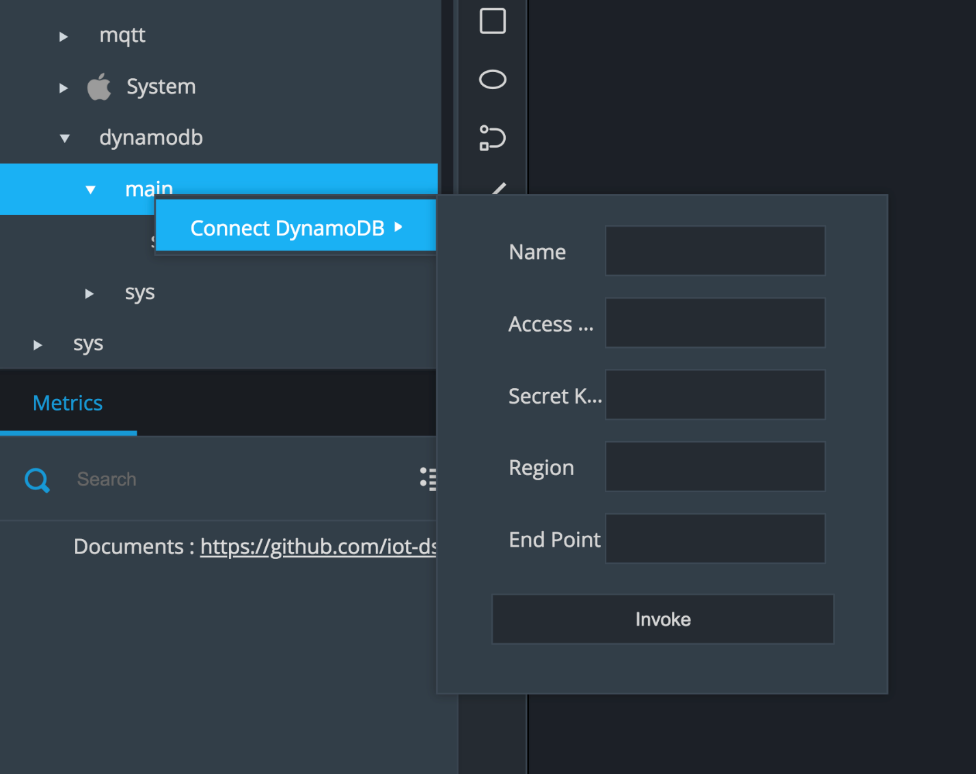 mqtt
System
dynamodb
main
Connect DynamoDB
sys
sys
Metrics
Search
Documents : https://github.com/iot-ds
Name
Access ...
Secret K...
Region
End Point
Invoke